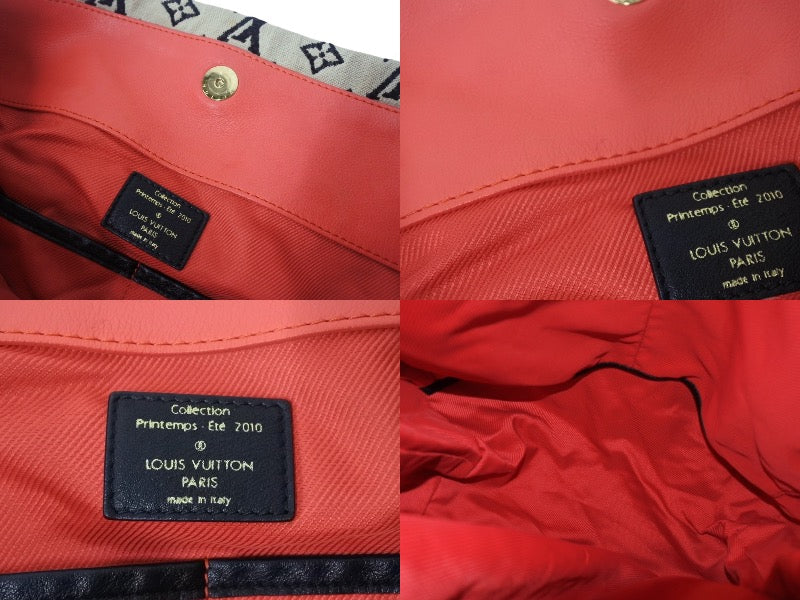 Collection
Printemps - Eté 2010
®
LOUIS VUITTON
PARIS
made in Italy
Collection
Printemps - Eté 2010
®
LOUIS VUITTON
PARIS
made in Italy
Collection
Printemps - Eté 2010
®
LOUIS VUITTON
PARIS
made in Italy